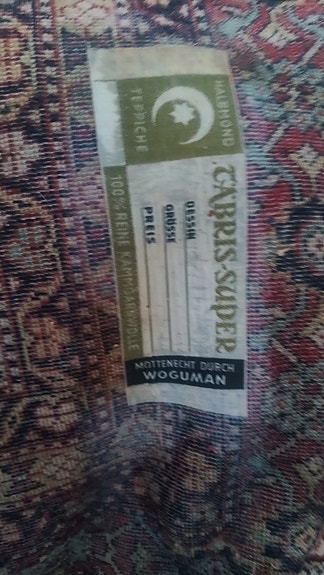 HALBMOND
TEPPICHE
TÄBRIS-SUPER
DESSIN
GRÖSSE
PREIS
100% REINE KAMMGARNWOLLE
MOTTENECHT DURCH
WOGUMAN